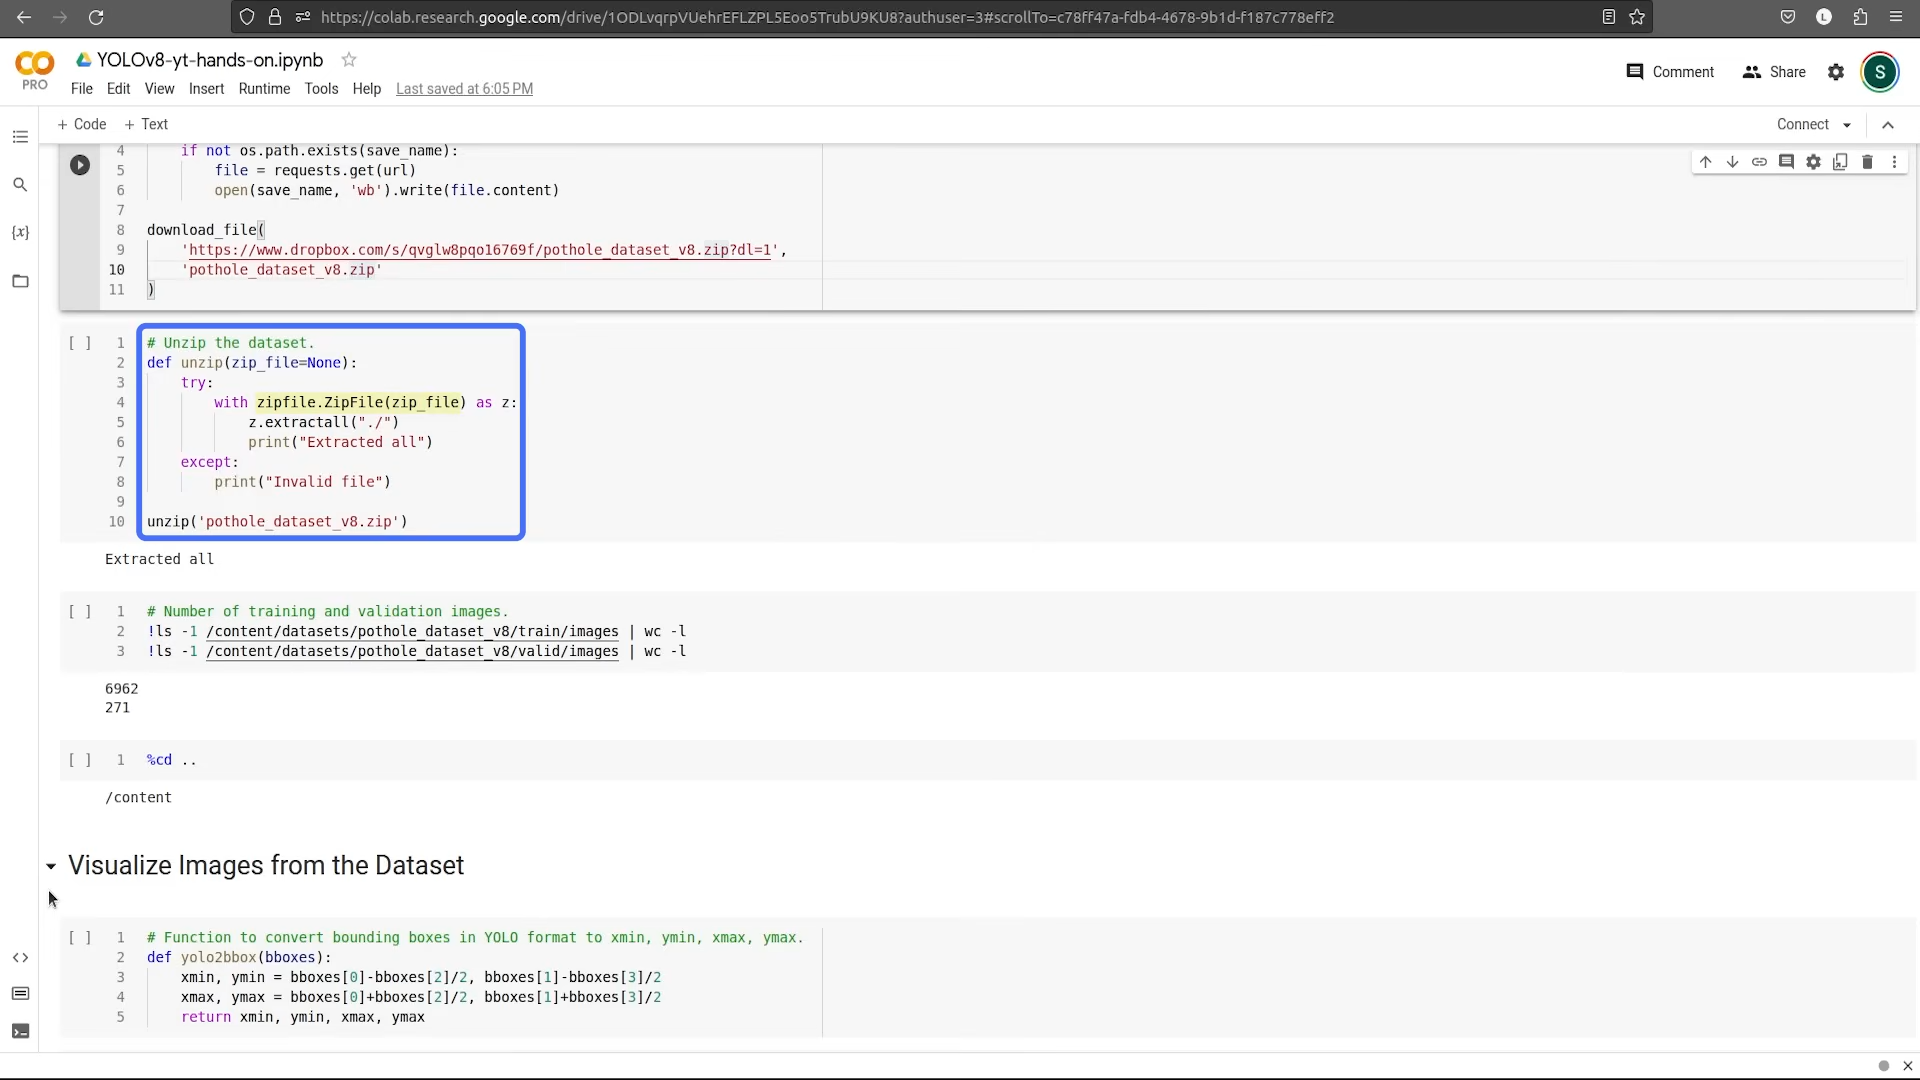 https://colab.research.google.com/drive/1ODLvqrpVUehrEFLZPL5Eoo5TrubU9KU8?authuser=3#scrollTo=c78ff47a-fdb4-4678-9b1d-f187c778eff2
L
CO
PRO
YOLOv8-yt-hands-on.ipynb
File Edit View Insert Runtime Tools Help Last saved at 6:05 PM
Comment Share S
+ Code + Text
Connect
{x}
4 if not os.path.exists(save_name):
5 file = requests.get(url)
6 open(save_name, 'wb').write(file.content)
7
8 download_file(
9 'https://www.dropbox.com/s/qvglw8pqo16769f/pothole_dataset_v8.zip?dl=1',
10 'pothole_dataset_v8.zip'
11 )
[ ] 1 # Unzip the dataset.
2 def unzip(zip_file=None):
3 try:
4 with zipfile.ZipFile(zip_file) as z:
5 z.extractall("./")
6 print("Extracted all")
7 except:
8 print("Invalid file")
9
10 unzip('pothole_dataset_v8.zip')
Extracted all
[ ] 1 # Number of training and validation images.
2 !ls -1 /content/datasets/pothole_dataset_v8/train/images | wc -l
3 !ls -1 /content/datasets/pothole_dataset_v8/valid/images | wc -l
6962
271
[ ] 1 %cd ..
/content
Visualize Images from the Dataset
[ ] 1 # Function to convert bounding boxes in YOLO format to xmin, ymin, xmax, ymax.
2 def yolo2bbox(bboxes):
3 xmin, ymin = bboxes[0]-bboxes[2]/2, bboxes[1]-bboxes[3]/2
4 xmax, ymax = bboxes[0]+bboxes[2]/2, bboxes[1]+bboxes[3]/2
5 return xmin, ymin, xmax, ymax